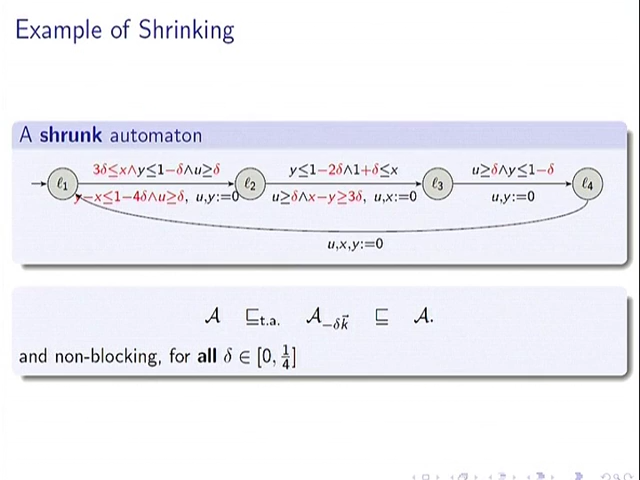 Example of Shrinking
A shrunk automaton
3δ≤x∧y≤1−δ∧u≥δ
y≤1−2δ∧1+δ≤x
u≥δ∧y≤1−δ
ℓ1
ℓ2
ℓ3
ℓ4
y−x≤1−4δ∧u≥δ, u,y:=0
u≥δ∧x−y≥3δ, u,x:=0
u,y:=0
u,x,y:=0
𝒜 ⊑t.a. 𝒜−δk⃗ ⊑ 𝒜.
and non-blocking, for all δ ∈ [0, 1/4]